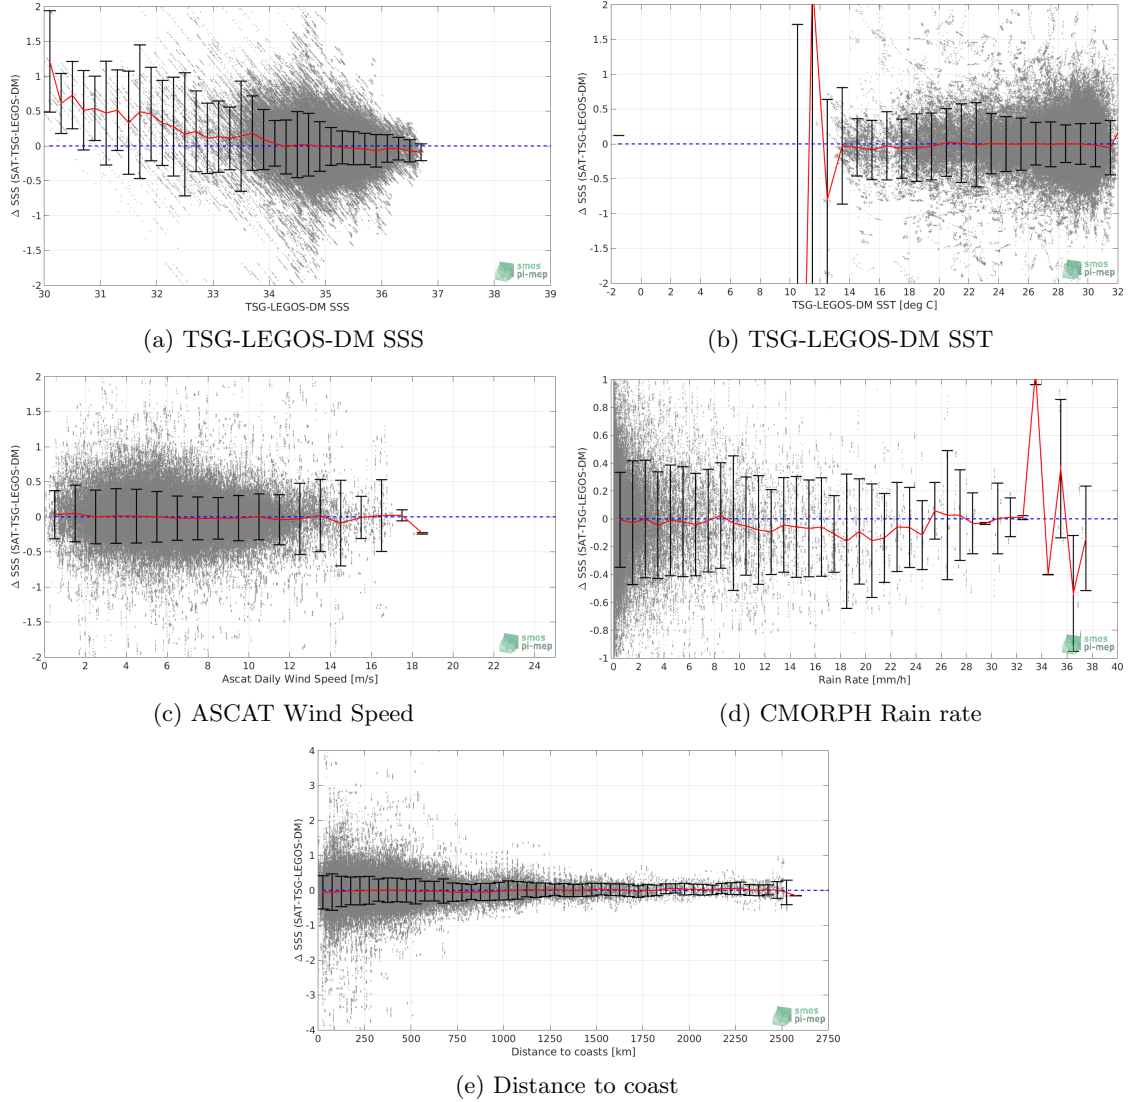 2
1.5
1
0.5
0
-0.5
-1
-1.5
-2
Δ SSS (SAT-TSG-LEGOS-DM)
30 31 32 33 34 35 36 37 38 39
TSG-LEGOS-DM SSS
smos
pi-mep
(a) TSG-LEGOS-DM SSS
2
1.5
1
0.5
0
-0.5
-1
-1.5
-2
Δ SSS (SAT-TSG-LEGOS-DM)
-2 0 2 4 6 8 10 12 14 16 18 20 22 24 26 28 30 32
TSG-LEGOS-DM SST [deg C]
smos
pi-mep
(b) TSG-LEGOS-DM SST
2
1.5
1
0.5
0
-0.5
-1
-1.5
-2
Δ SSS (SAT-TSG-LEGOS-DM)
0 2 4 6 8 10 12 14 16 18 20 22 24
Ascat Daily Wind Speed [m/s]
smos
pi-mep
(c) ASCAT Wind Speed
1
0.8
0.6
0.4
0.2
0
-0.2
-0.4
-0.6
-0.8
-1
Δ SSS (SAT-TSG-LEGOS-DM)
0 2 4 6 8 10 12 14 16 18 20 22 24 26 28 30 32 34 36 38 40
Rain Rate [mm/h]
smos
pi-mep
(d) CMORPH Rain rate
4
3
2
1
0
-1
-2
-3
-4
Δ SSS (SAT-TSG-LEGOS-DM)
0 250 500 750 1000 1250 1500 1750 2000 2250 2500 2750
Distance to coasts [km]
smos
pi-mep
(e) Distance to coast